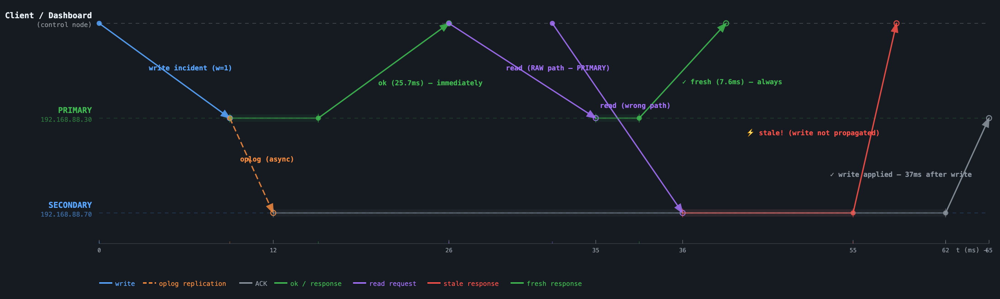 Client / Dashboard
(control node)
write incident (w=1)
read (RAW path — PRIMARY)
ok (25.7ms) — immediately
✓ fresh (7.6ms) — always
read (wrong path)
PRIMARY
192.168.88.30
⚡ stale! (write not propagated)
oplog (async)
✓ write applied — 37ms after write
SECONDARY
192.168.88.70
0 12 26 35 36 55 62 t (ms) → 65
write oplog replication ACK ok / response read request stale response fresh response